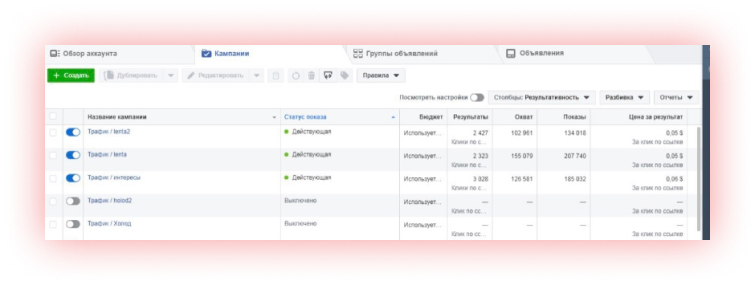 Обзор аккаунта
Кампании
Группы объявлений
Объявления
+ Создать
Дублировать
Редактировать
Правила
Посмотреть настройки
Столбцы: Результативность
Разбивка
Отчеты
Название кампании Статус показа Бюджет Результаты Охват Показы Цена за результат
Трафик / lenta2 Действующая Использует... 2 427 102 961 134 018 0,05 $
Клики по с... За клик по ссылке
Трафик / lenta Действующая Использует... 2 323 155 079 207 740 0,05 $
Клики по с... За клик по ссылке
Трафик / интересы Действующая Использует... 3 028 126 581 185 032 0,05 $
Клики по с... За клик по ссылке
Трафик / holod2 Выключено Использует... — — — —
Клик по сс... За клик по ссылке
Трафик / Холод Выключено Использует... — — — —
Клик по сс... За клик по ссылке